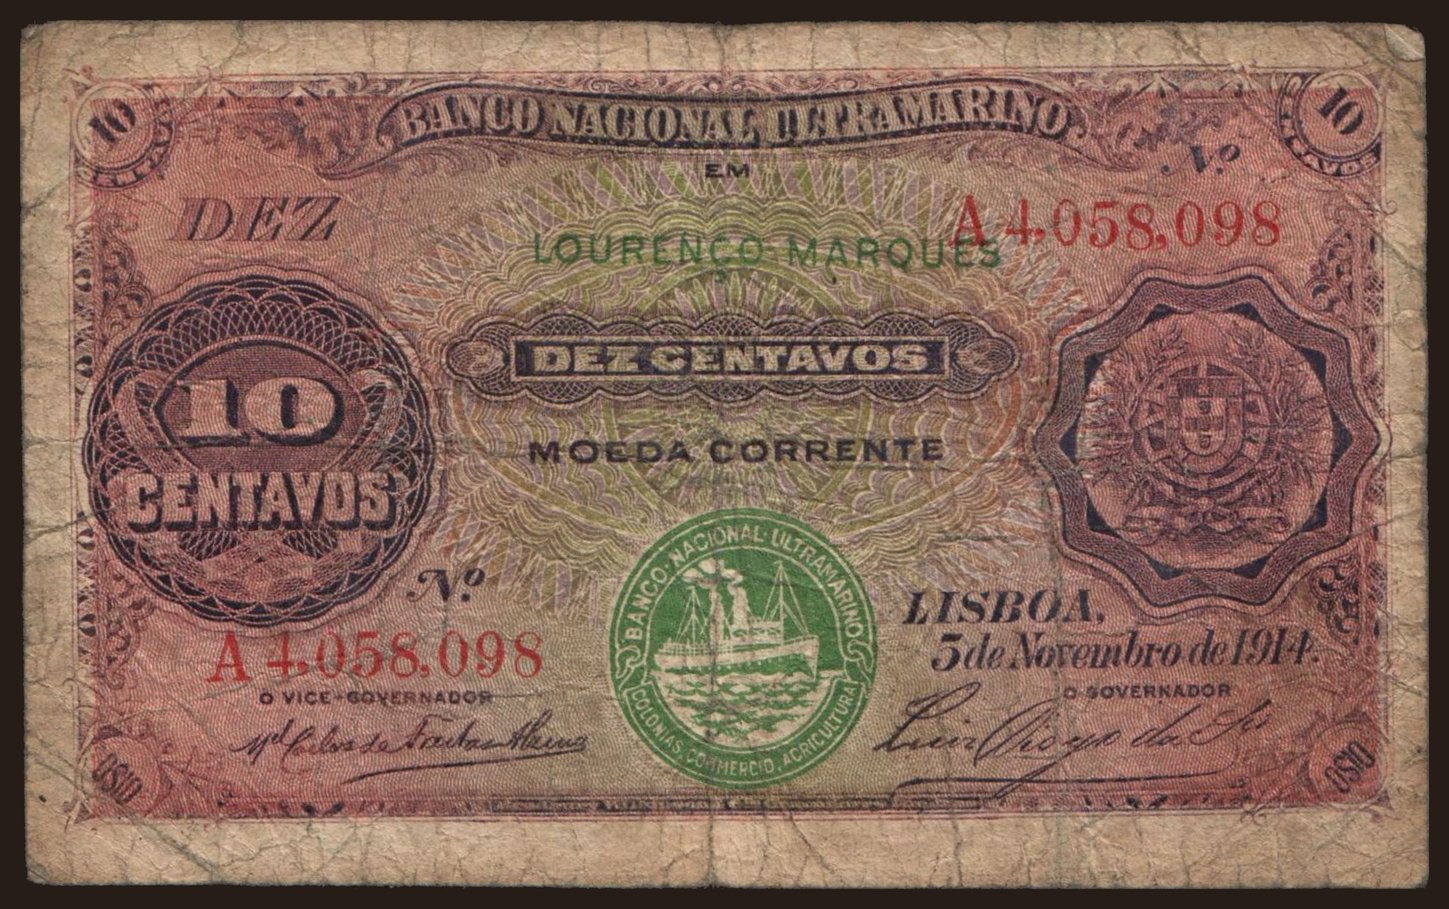 BANCO NACIONAL ULTRAMARINO
10
10
EM
Nº
DEZ
A 4,058,098
LOURENÇO-MARQUES
DEZ CENTAVOS
10
CENTAVOS
MOEDA CORRENTE
Nº
A 4,058,098
BANCO·NACIONAL·ULTRAMARINO
COLONIAS, COMMERCIO, AGRICULTURA
LISBOA,
5 de Novembro de 1914.
O VICE-GOVERNADOR
O GOVERNADOR
$10
$10